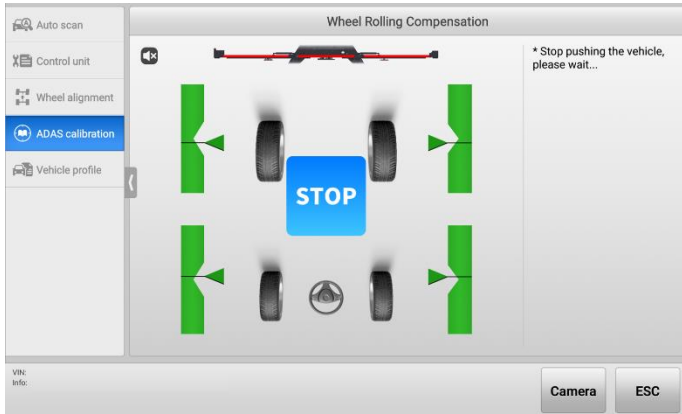 Wheel Rolling Compensation
Auto scan
Control unit
Wheel alignment
ADAS calibration
Vehicle profile
STOP
* Stop pushing the vehicle,
please wait...
VIN:
Info:
Camera
ESC